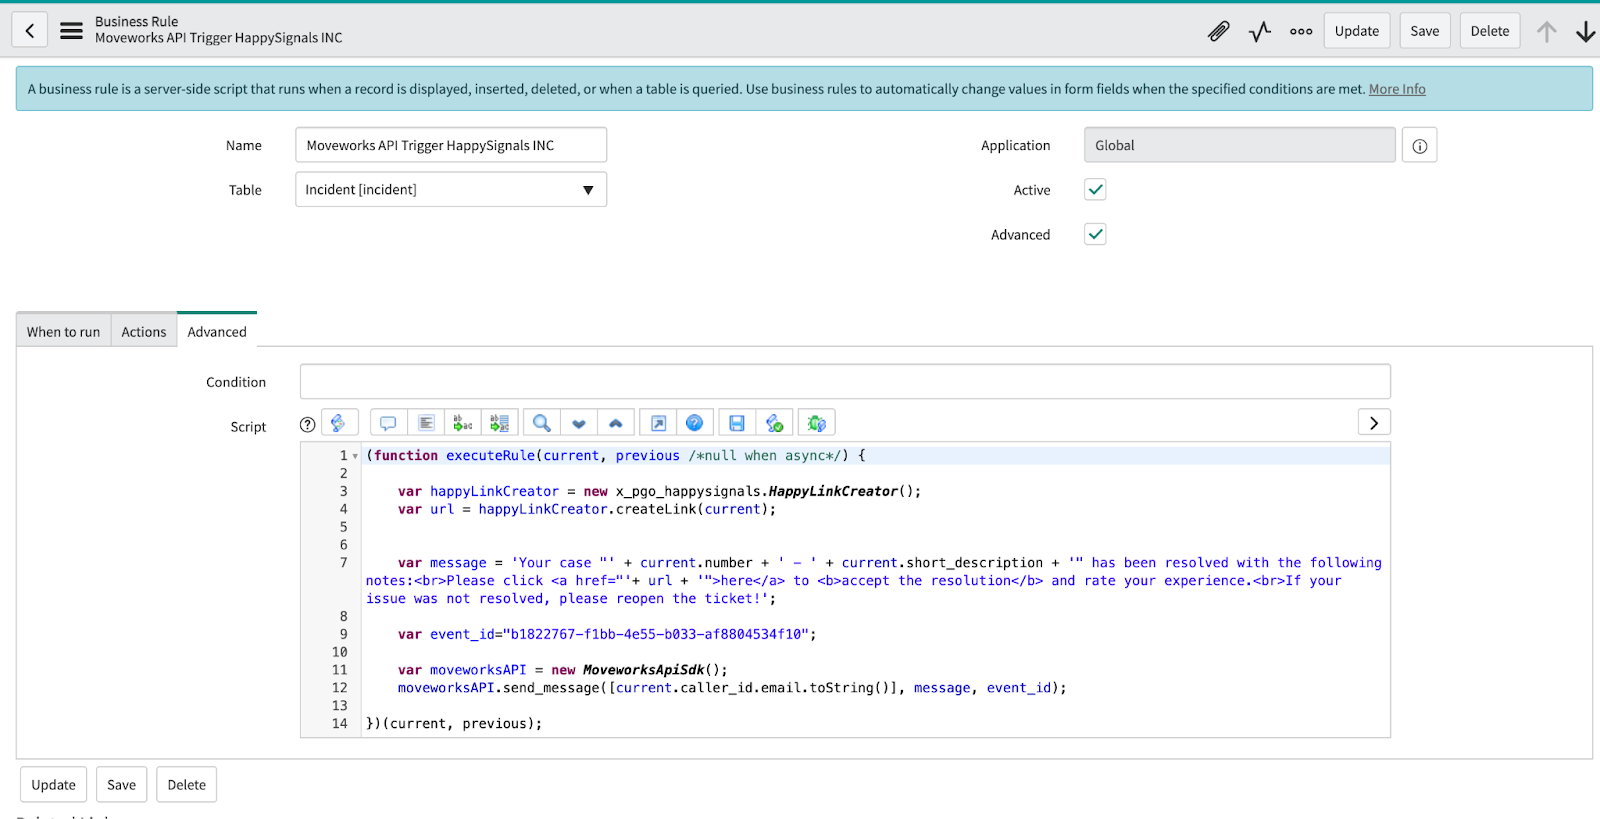 Business Rule
Moveworks API Trigger HappySignals INC
Update
Save
Delete
A business rule is a server-side script that runs when a record is displayed, inserted, deleted, or when a table is queried. Use business rules to automatically change values in form fields when the specified conditions are met. More Info
Name
Moveworks API Trigger HappySignals INC
Application
Global
Table
Incident [incident]
Active
Advanced
When to run
Actions
Advanced
Condition
Script
1 (function executeRule(current, previous /*null when async*/) {
2
3 var happyLinkCreator = new x_pgo_happysignals.HappyLinkCreator();
4 var url = happyLinkCreator.createLink(current);
5
6
7 var message = 'Your case "' + current.number + ' - ' + current.short_description + '" has been resolved with the following
notes:<br>Please click <a href="'+ url + '">here</a> to <b>accept the resolution</b> and rate your experience.<br>If your
issue was not resolved, please reopen the ticket!';
8
9 var event_id="b1822767-f1bb-4e55-b033-af8804534f10";
10
11 var moveworksAPI = new MoveworksApiSdk();
12 moveworksAPI.send_message([current.caller_id.email.toString()], message, event_id);
13
14 })(current, previous);
Update
Save
Delete